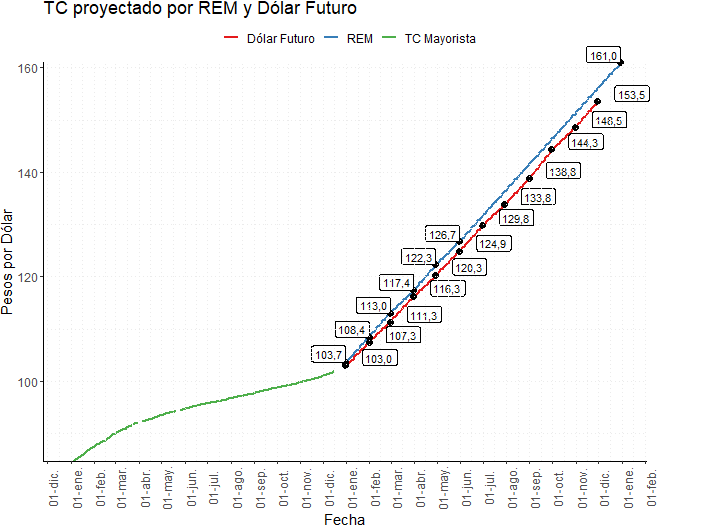 TC proyectado por REM y Dólar Futuro
Dólar Futuro
REM
TC Mayorista
Pesos por Dólar
160
140
120
100
161,0
153,5
148,5
144,3
138,8
133,8
129,8
126,7
124,9
122,3
120,3
117,4
116,3
113,0
111,3
108,4
107,3
103,7
103,0
01-dic.
01-ene.
01-feb.
01-mar.
01-abr.
01-may.
01-jun.
01-jul.
01-ago.
01-sep.
01-oct.
01-nov.
01-dic.
01-ene.
01-feb.
01-mar.
01-abr.
01-may.
01-jun.
01-jul.
01-ago.
01-sep.
01-oct.
01-nov.
01-dic.
01-ene.
01-feb.
Fecha